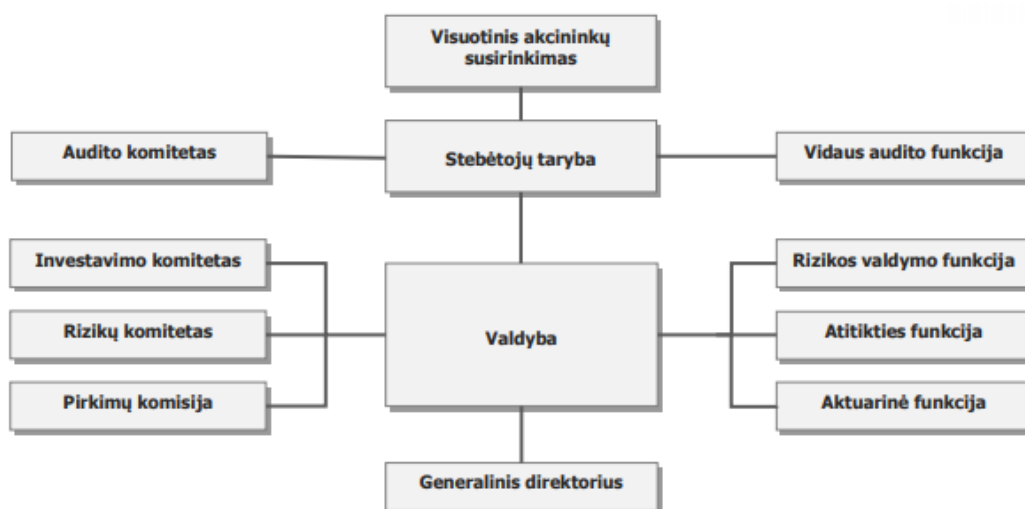 Visuotinis akcininkų
susirinkimas
Audito komitetas
Stebėtojų taryba
Vidaus audito funkcija
Investavimo komitetas
Rizikos valdymo funkcija
Rizikų komitetas
Valdyba
Atitikties funkcija
Pirkimų komisija
Aktuarinė funkcija
Generalinis direktorius